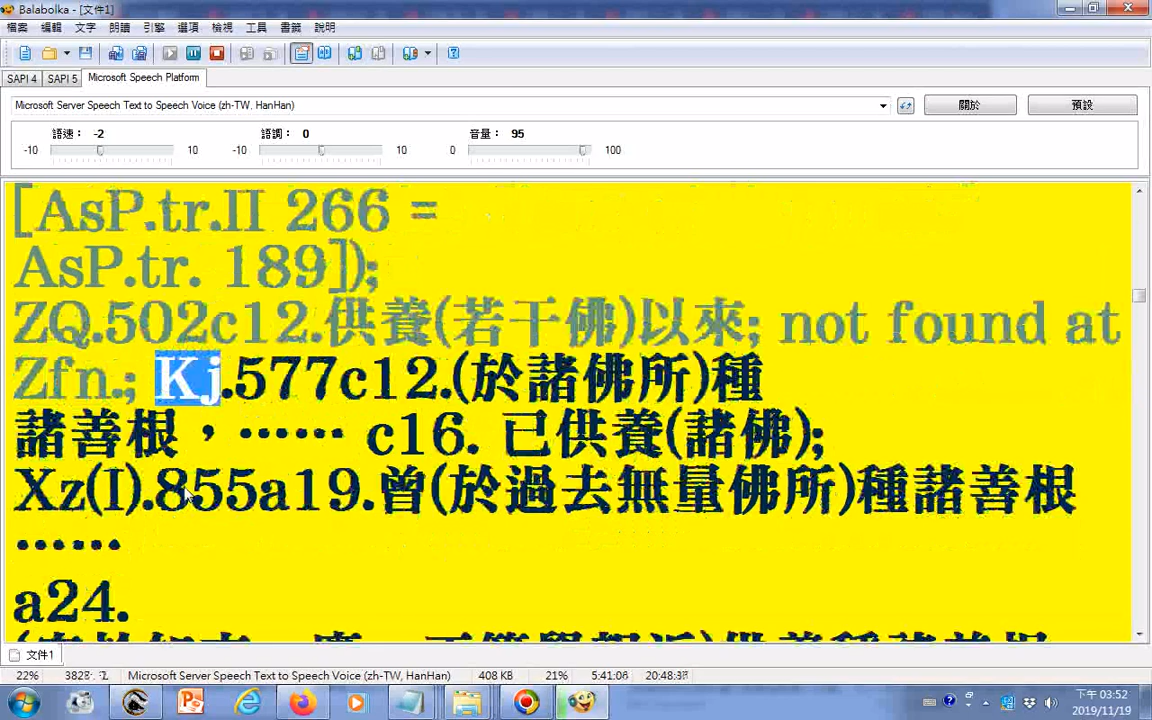 Balabolka - [文件1]
檔案 編輯 文字 朗讀 引擎 選項 檢視 工具 書籤 說明
SAPI 4 SAPI 5 Microsoft Speech Platform
Microsoft Server Speech Text to Speech Voice (zh-TW, HanHan)
關於 預設
語速： -2 語調： 0 音量： 95
-10 10 -10 10 0 100
[AsP.tr.II 266 =
AsP.tr. 189]);
ZQ.502c12.供養(若干佛)以來; not found at
Zfn.; Kj.577c12.(於諸佛所)種
諸善根，…… c16. 已供養(諸佛);
Xz(I).855a19.曾(於過去無量佛所)種諸善根
……
a24.
文件1
22% Microsoft Server Speech Text to Speech Voice (zh-TW, HanHan) 408 KB 21% 5:41:06
下午 03:52
2019/11/19